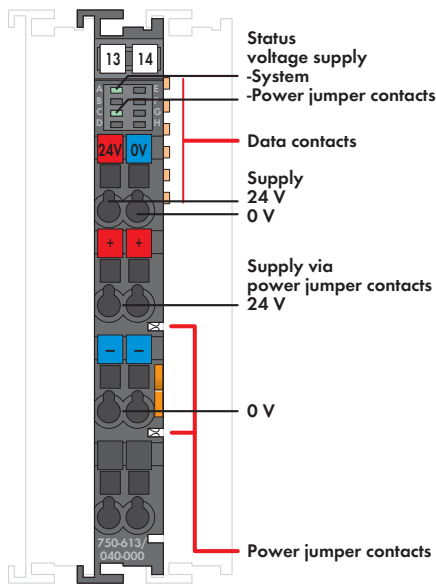 Status
voltage supply
-System
-Power jumper contacts
Data contacts
Supply
24 V
0 V
Supply via
power jumper contacts
24 V
0 V
Power jumper contacts
13 14
A E
B F
C G
D H
24V 0V
+ +
– –
750-613/
040-000